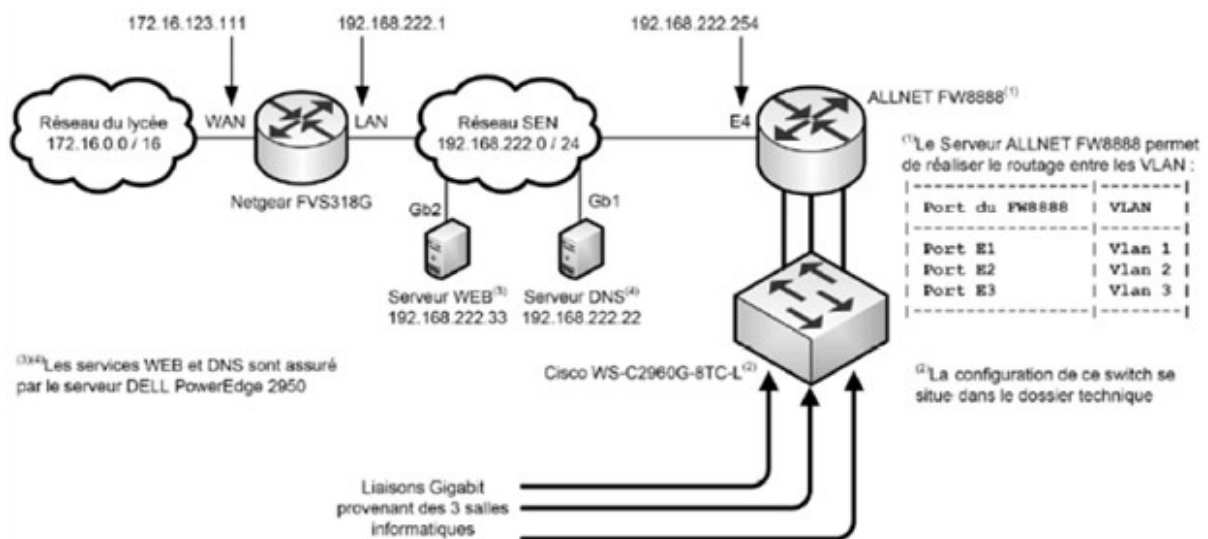 172.16.123.111
192.168.222.1
192.168.222.254
Réseau du lycée
172.16.0.0 / 16
WAN
LAN
Netgear FVS318G
Réseau SEN
192.168.222.0 / 24
E4
ALLNET FW8888(1)
Gb2
Gb1
Serveur WEB(3)
192.168.222.33
Serveur DNS(4)
192.168.222.22
(1)Le Serveur ALLNET FW8888 permet
de réaliser le routage entre les VLAN :
| Port du FW8888 | VLAN |
| Port E1 | Vlan 1 |
| Port E2 | Vlan 2 |
| Port E3 | Vlan 3 |
(3)(4)Les services WEB et DNS sont assuré
par le serveur DELL PowerEdge 2950
Cisco WS-C2960G-8TC-L(2)
(2)La configuration de ce switch se
situe dans le dossier technique
Liaisons Gigabit
provenant des 3 salles
informatiques